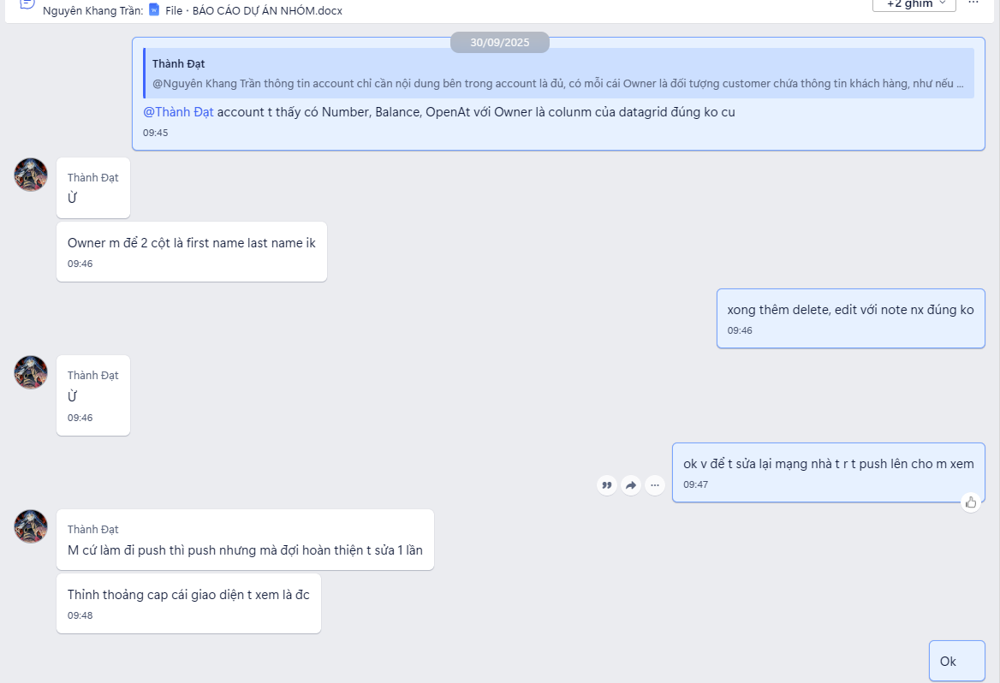 Nguyên Khang Trần: File · BÁO CÁO DỰ ÁN NHÓM.docx
+2 ghim
30/09/2025
Thành Đạt
@Nguyên Khang Trần thông tin account chỉ cần nội dung bên trong account là đủ, có mỗi cái Owner là đối tượng customer chứa thông tin khách hàng, như nếu ...
@Thành Đạt account t thấy có Number, Balance, OpenAt với Owner là colunm của datagrid đúng ko cu
09:45
Thành Đạt
Ừ
Owner m để 2 cột là first name last name ik
09:46
xong thêm delete, edit với note nx đúng ko
09:46
Thành Đạt
Ừ
09:46
ok v để t sửa lại mạng nhà t r t push lên cho m xem
09:47
Thành Đạt
M cứ làm đi push thì push nhưng mà đợi hoàn thiện t sửa 1 lần
Thỉnh thoảng cap cái giao diện t xem là đc
09:48
Ok